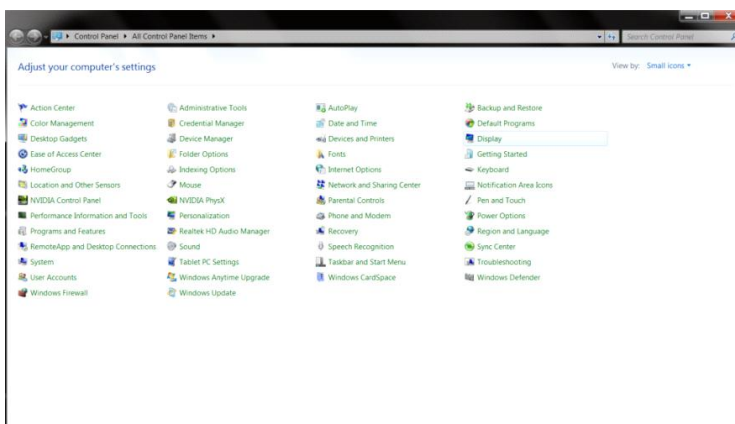 Control Panel ▸ All Control Panel Items ▸ Search Control Panel
Adjust your computer's settings View by: Small icons
Action Center Administrative Tools AutoPlay Backup and Restore
Color Management Credential Manager Date and Time Default Programs
Desktop Gadgets Device Manager Devices and Printers Display
Ease of Access Center Folder Options Fonts Getting Started
HomeGroup Indexing Options Internet Options Keyboard
Location and Other Sensors Mouse Network and Sharing Center Notification Area Icons
NVIDIA Control Panel NVIDIA PhysX Parental Controls Pen and Touch
Performance Information and Tools Personalization Phone and Modem Power Options
Programs and Features Realtek HD Audio Manager Recovery Region and Language
RemoteApp and Desktop Connections Sound Speech Recognition Sync Center
System Tablet PC Settings Taskbar and Start Menu Troubleshooting
User Accounts Windows Anytime Upgrade Windows CardSpace Windows Defender
Windows Firewall Windows Update